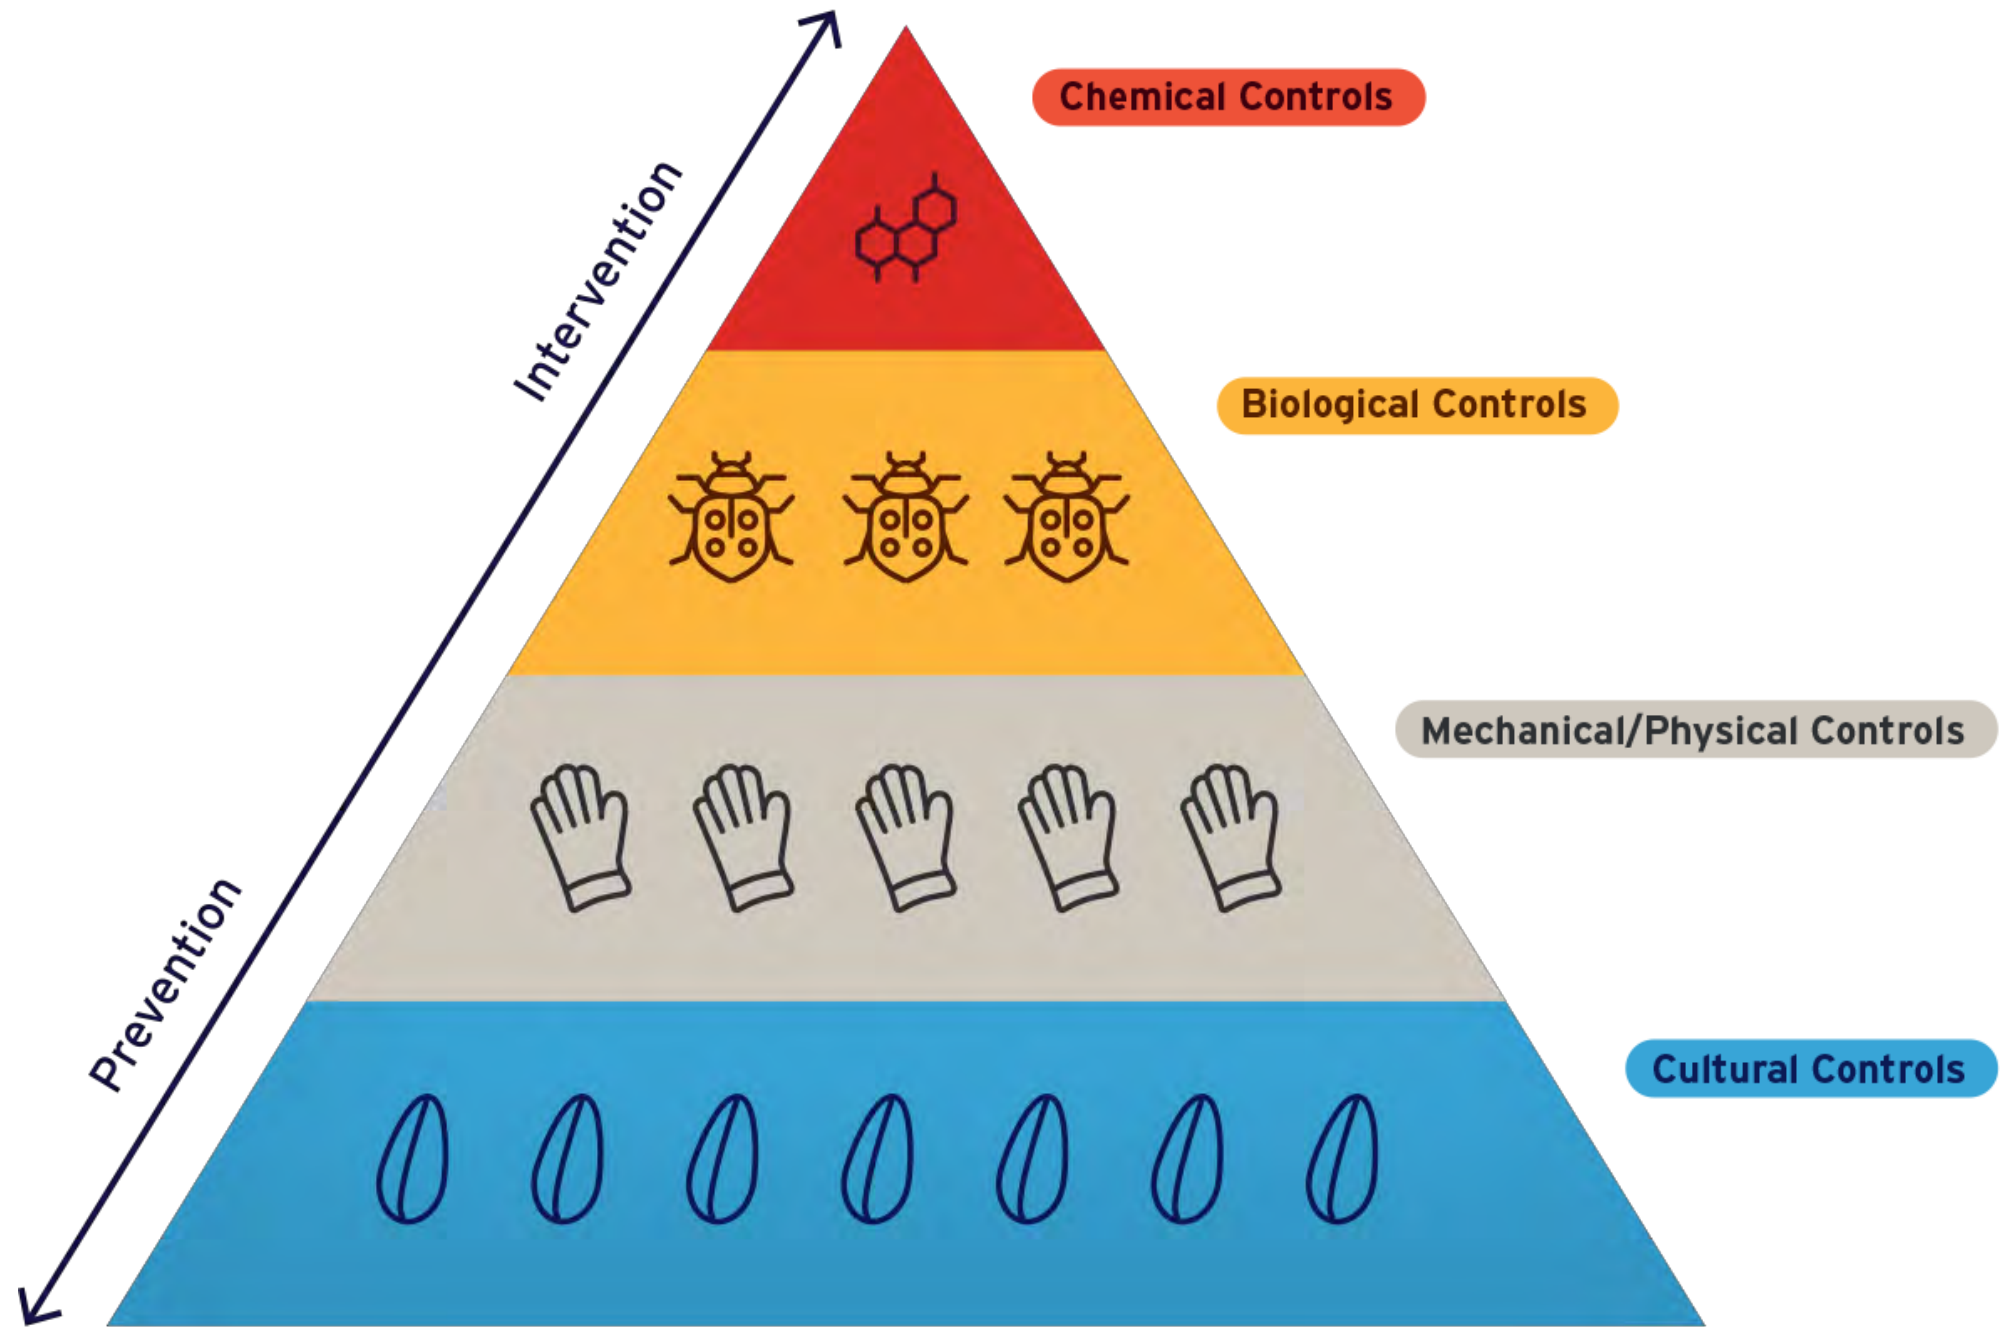 Chemical Controls
Intervention
Biological Controls
Mechanical/Physical Controls
Prevention
Cultural Controls